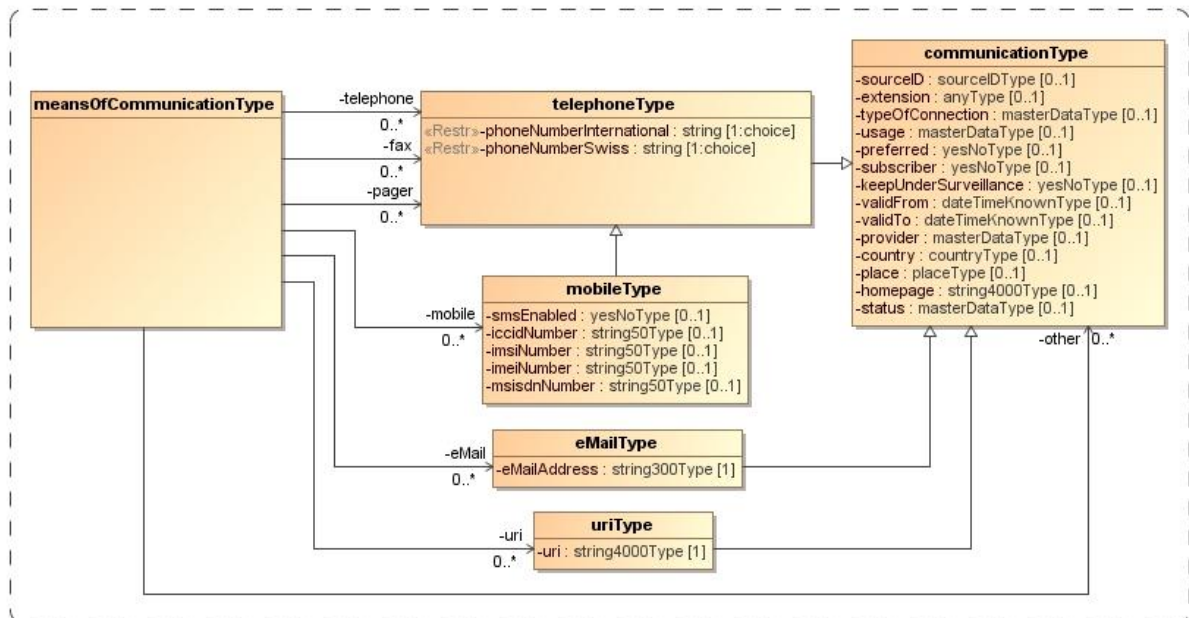 communicationType
-sourceID : sourceIDType [0..1]
-extension : anyType [0..1]
-typeOfConnection : masterDataType [0..1]
-usage : masterDataType [0..1]
-preferred : yesNoType [0..1]
-subscriber : yesNoType [0..1]
-keepUnderSurveillance : yesNoType [0..1]
-validFrom : dateTimeKnownType [0..1]
-validTo : dateTimeKnownType [0..1]
-provider : masterDataType [0..1]
-country : countryType [0..1]
-place : placeType [0..1]
-homepage : string4000Type [0..1]
-status : masterDataType [0..1]
meansOfCommunicationType
-telephone
0..*
-fax
0..*
-pager
0..*
telephoneType
«Restr»-phoneNumberInternational : string [1:choice]
«Restr»-phoneNumberSwiss : string [1:choice]
-mobile
0..*
mobileType
-smsEnabled : yesNoType [0..1]
-iccidNumber : string50Type [0..1]
-imsiNumber : string50Type [0..1]
-imeiNumber : string50Type [0..1]
-msisdnNumber : string50Type [0..1]
-other 0..*
-eMail
0..*
eMailType
-eMailAddress : string300Type [1]
-uri
0..*
uriType
-uri : string4000Type [1]